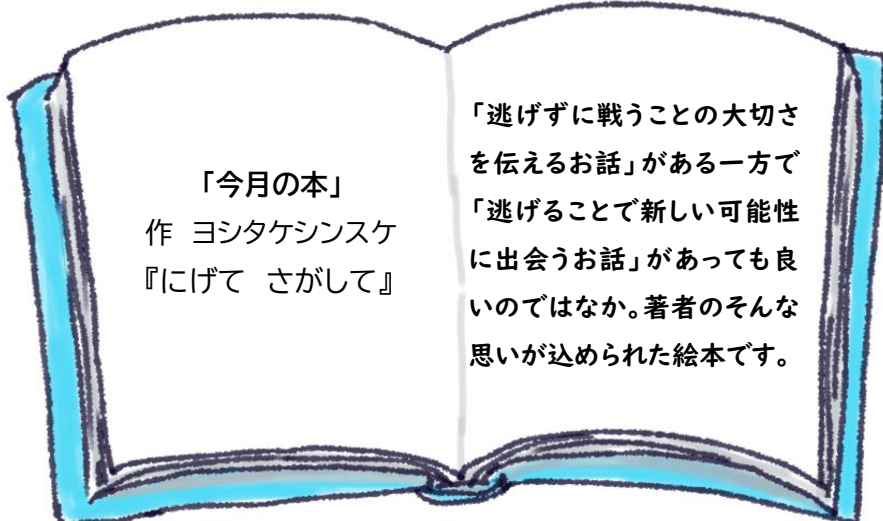 「今月の本」
作 ヨシタケシンスケ
『にげて さがして』
「逃げずに戦うことの大切さ
を伝えるお話」がある一方で
「逃げることで新しい可能性
に出会うお話」があっても良
いのではなか。著者のそんな
思いが込められた絵本です。